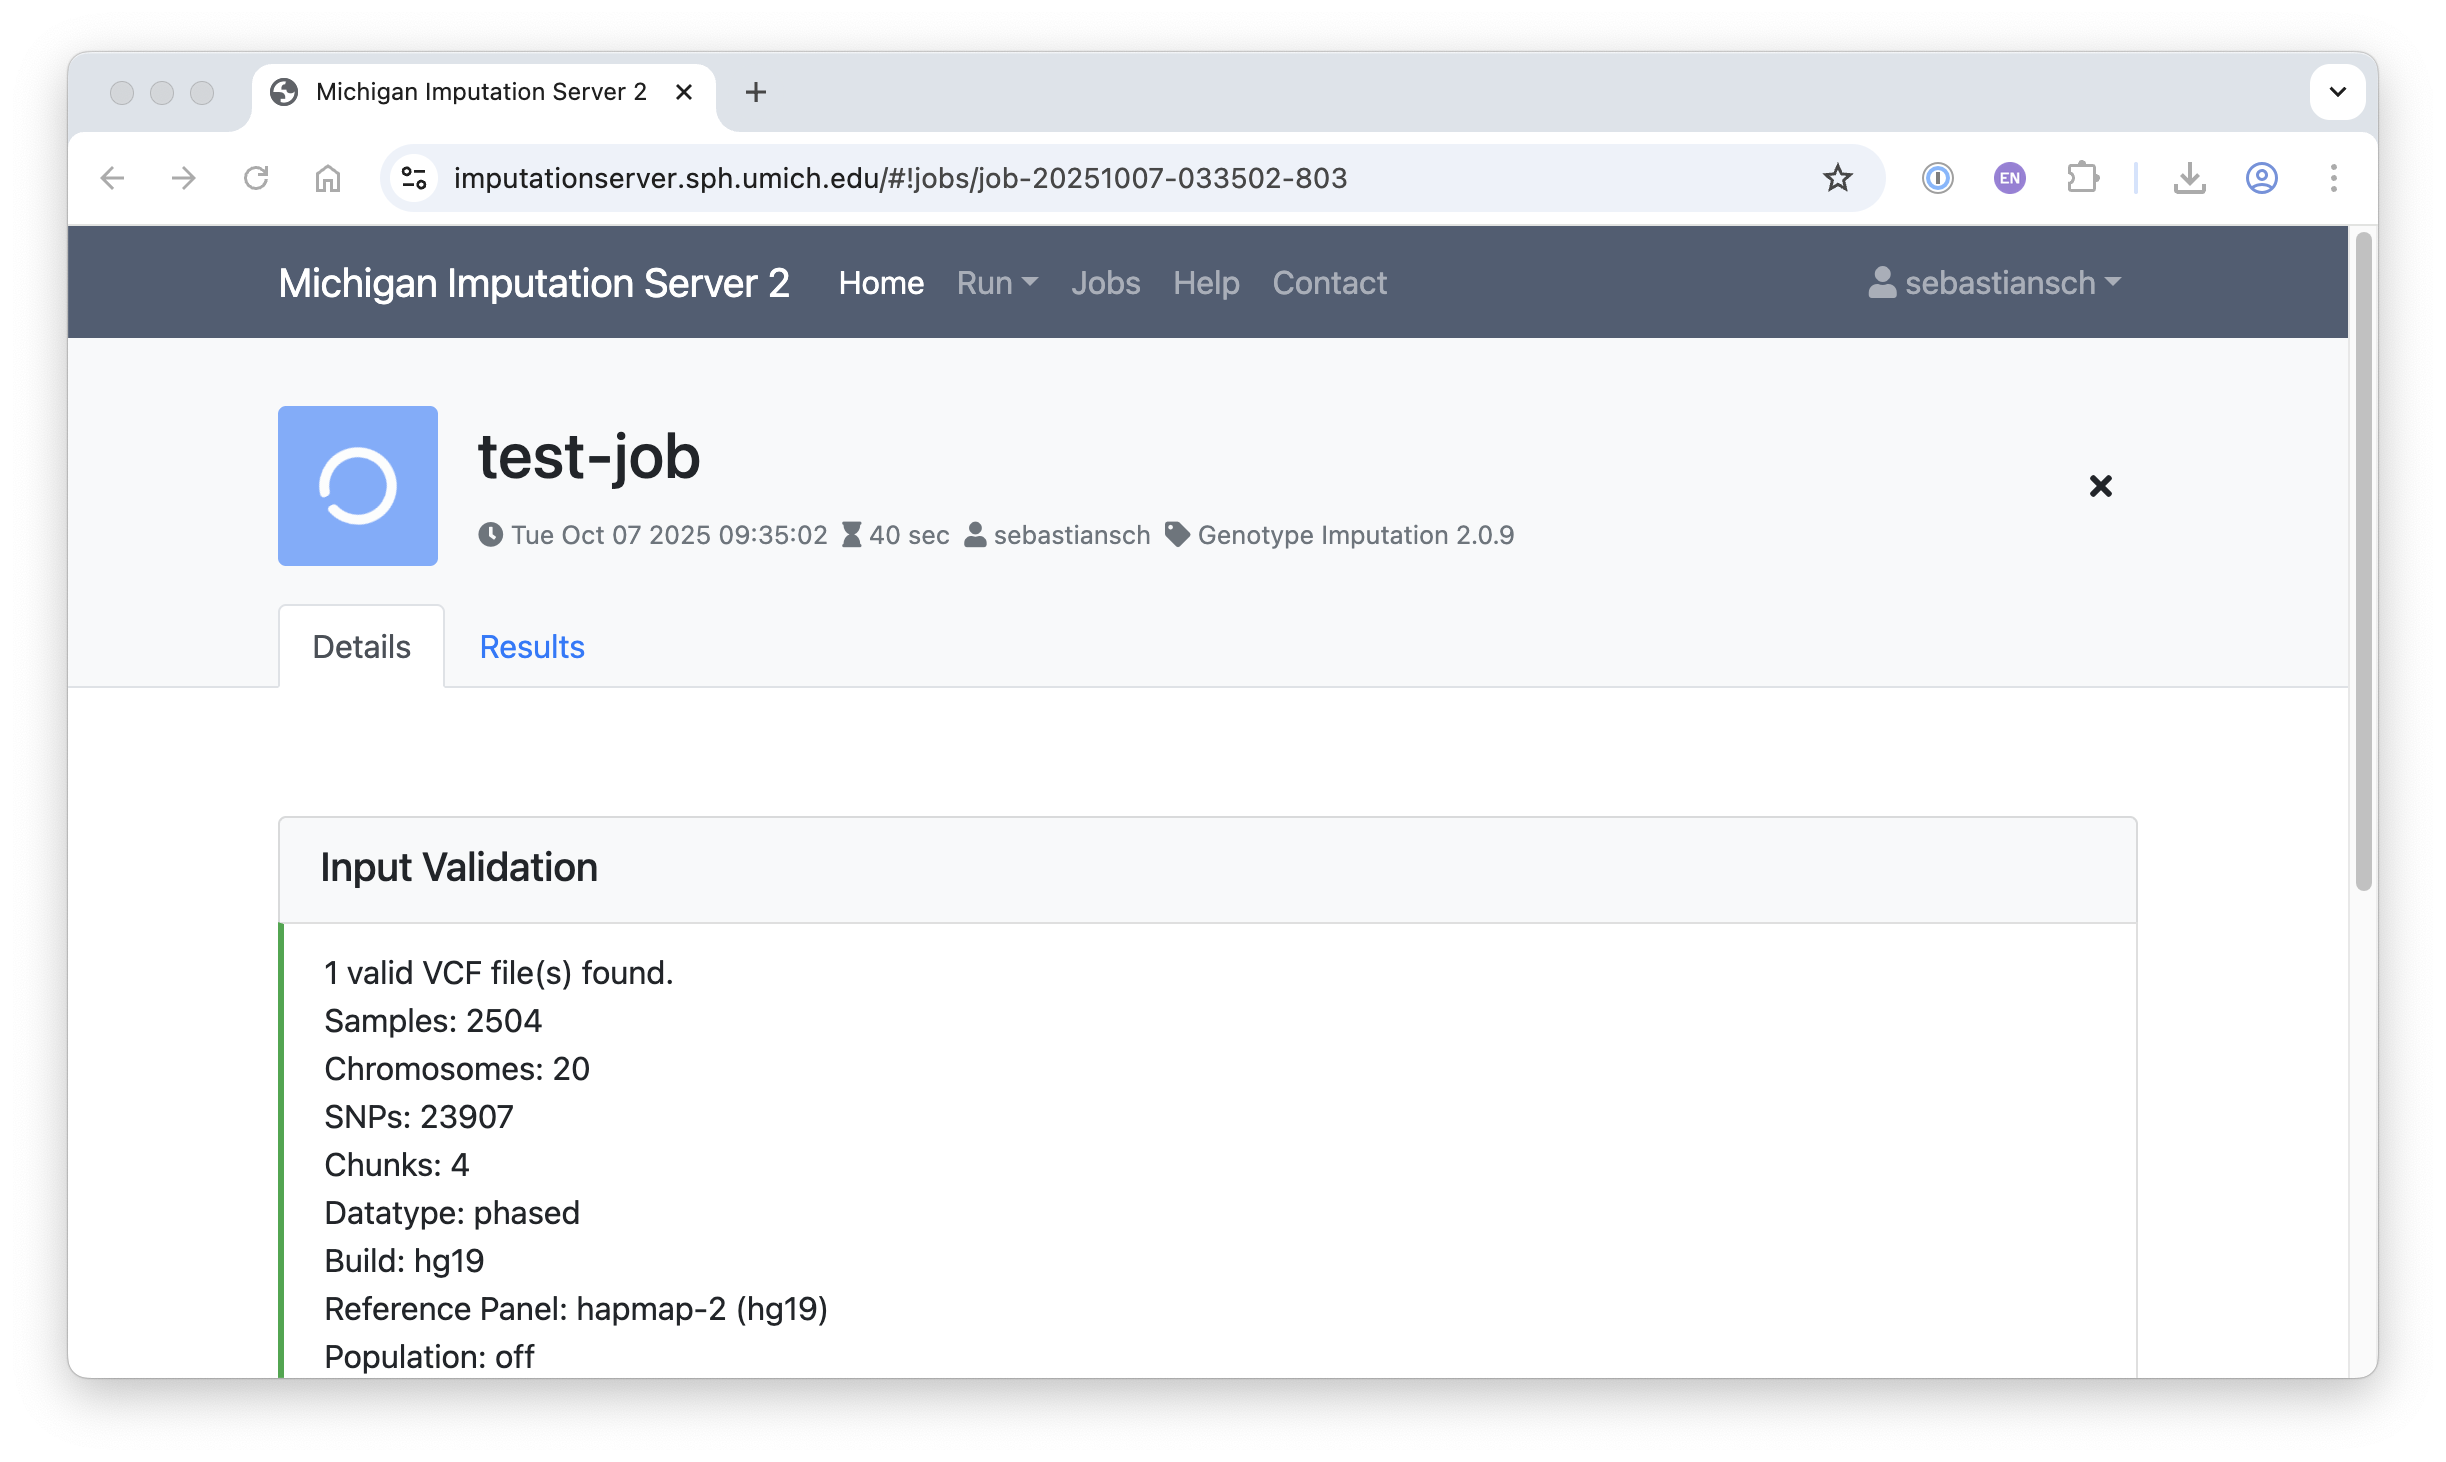 Michigan Imputation Server 2
imputationserver.sph.umich.edu/#!jobs/job-20251007-033502-803
EN
Michigan Imputation Server 2 Home Run Jobs Help Contact sebastiansch
test-job
Tue Oct 07 2025 09:35:02 40 sec sebastiansch Genotype Imputation 2.0.9
Details Results
Input Validation
1 valid VCF file(s) found.
Samples: 2504
Chromosomes: 20
SNPs: 23907
Chunks: 4
Datatype: phased
Build: hg19
Reference Panel: hapmap-2 (hg19)
Population: off